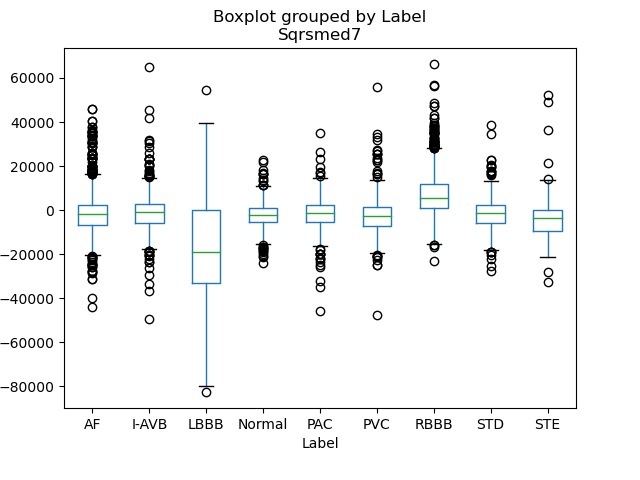 Boxplot grouped by Label
Sqrsmed7
60000
40000
20000
0
−20000
−40000
−60000
−80000
AF I-AVB LBBB Normal PAC PVC RBBB STD STE
Label